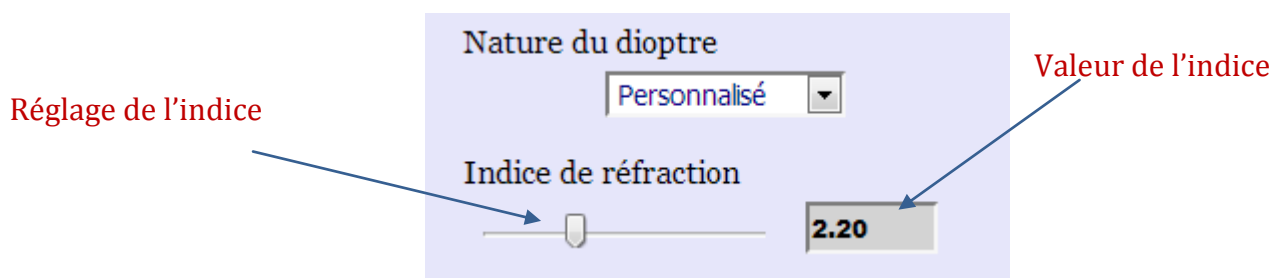 Nature du dioptre
Valeur de l’indice
Personnalisé
Réglage de l’indice
Indice de réfraction
2.20